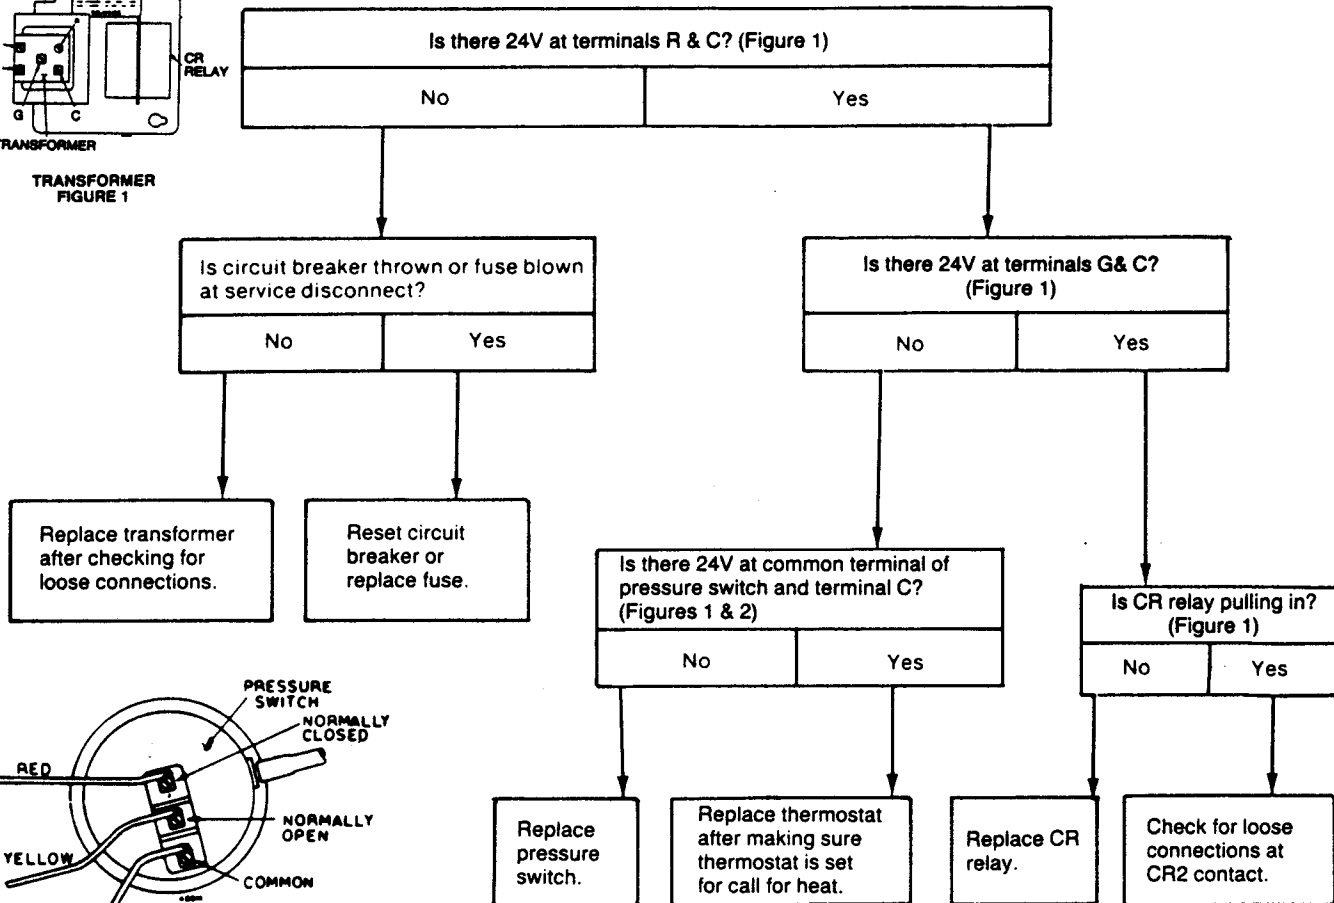 Is there 24V at terminals R & C? (Figure 1)
No
Yes
CR
RELAY
G
C
TRANSFORMER
TRANSFORMER
FIGURE 1
Is circuit breaker thrown or fuse blown
at service disconnect?
No
Yes
Is there 24V at terminals G& C?
(Figure 1)
No
Yes
Replace transformer
after checking for
loose connections.
Reset circuit
breaker or
replace fuse.
Is there 24V at common terminal of
pressure switch and terminal C?
(Figures 1 & 2)
No
Yes
Is CR relay pulling in?
(Figure 1)
No
Yes
PRESSURE
SWITCH
NORMALLY
CLOSED
RED
NORMALLY
OPEN
YELLOW
COMMON
Replace
pressure
switch.
Replace thermostat
after making sure
thermostat is set
for call for heat.
Replace CR
relay.
Check for loose
connections at
CR2 contact.